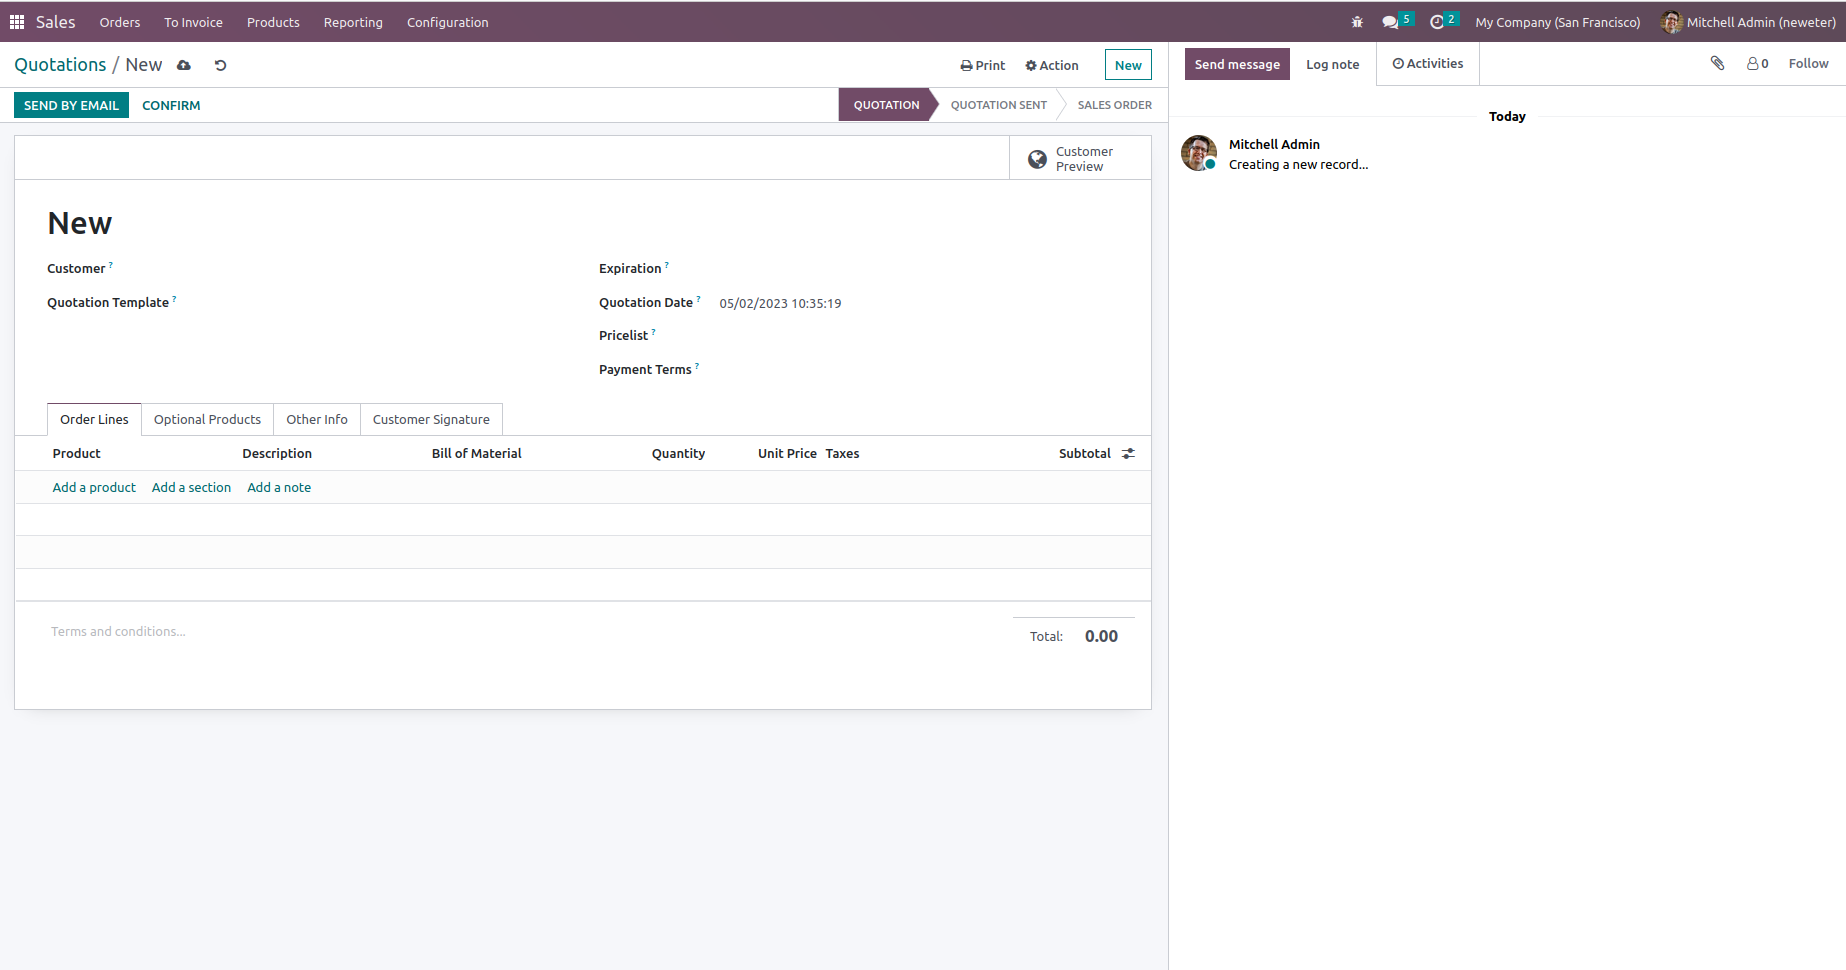 Sales Orders To Invoice Products Reporting Configuration 5 2 My Company (San Francisco) Mitchell Admin (neweter)
Quotations / New Print Action New
Send message Log note Activities 0 Follow
SEND BY EMAIL CONFIRM QUOTATION QUOTATION SENT SALES ORDER
Today
Mitchell Admin
Creating a new record...
Customer
Preview
New
Customer ? Expiration ?
Quotation Template ? Quotation Date ? 05/02/2023 10:35:19
Pricelist ?
Payment Terms ?
Order Lines Optional Products Other Info Customer Signature
Product Description Bill of Material Quantity Unit Price Taxes Subtotal
Add a product Add a section Add a note
Terms and conditions...
Total: 0.00